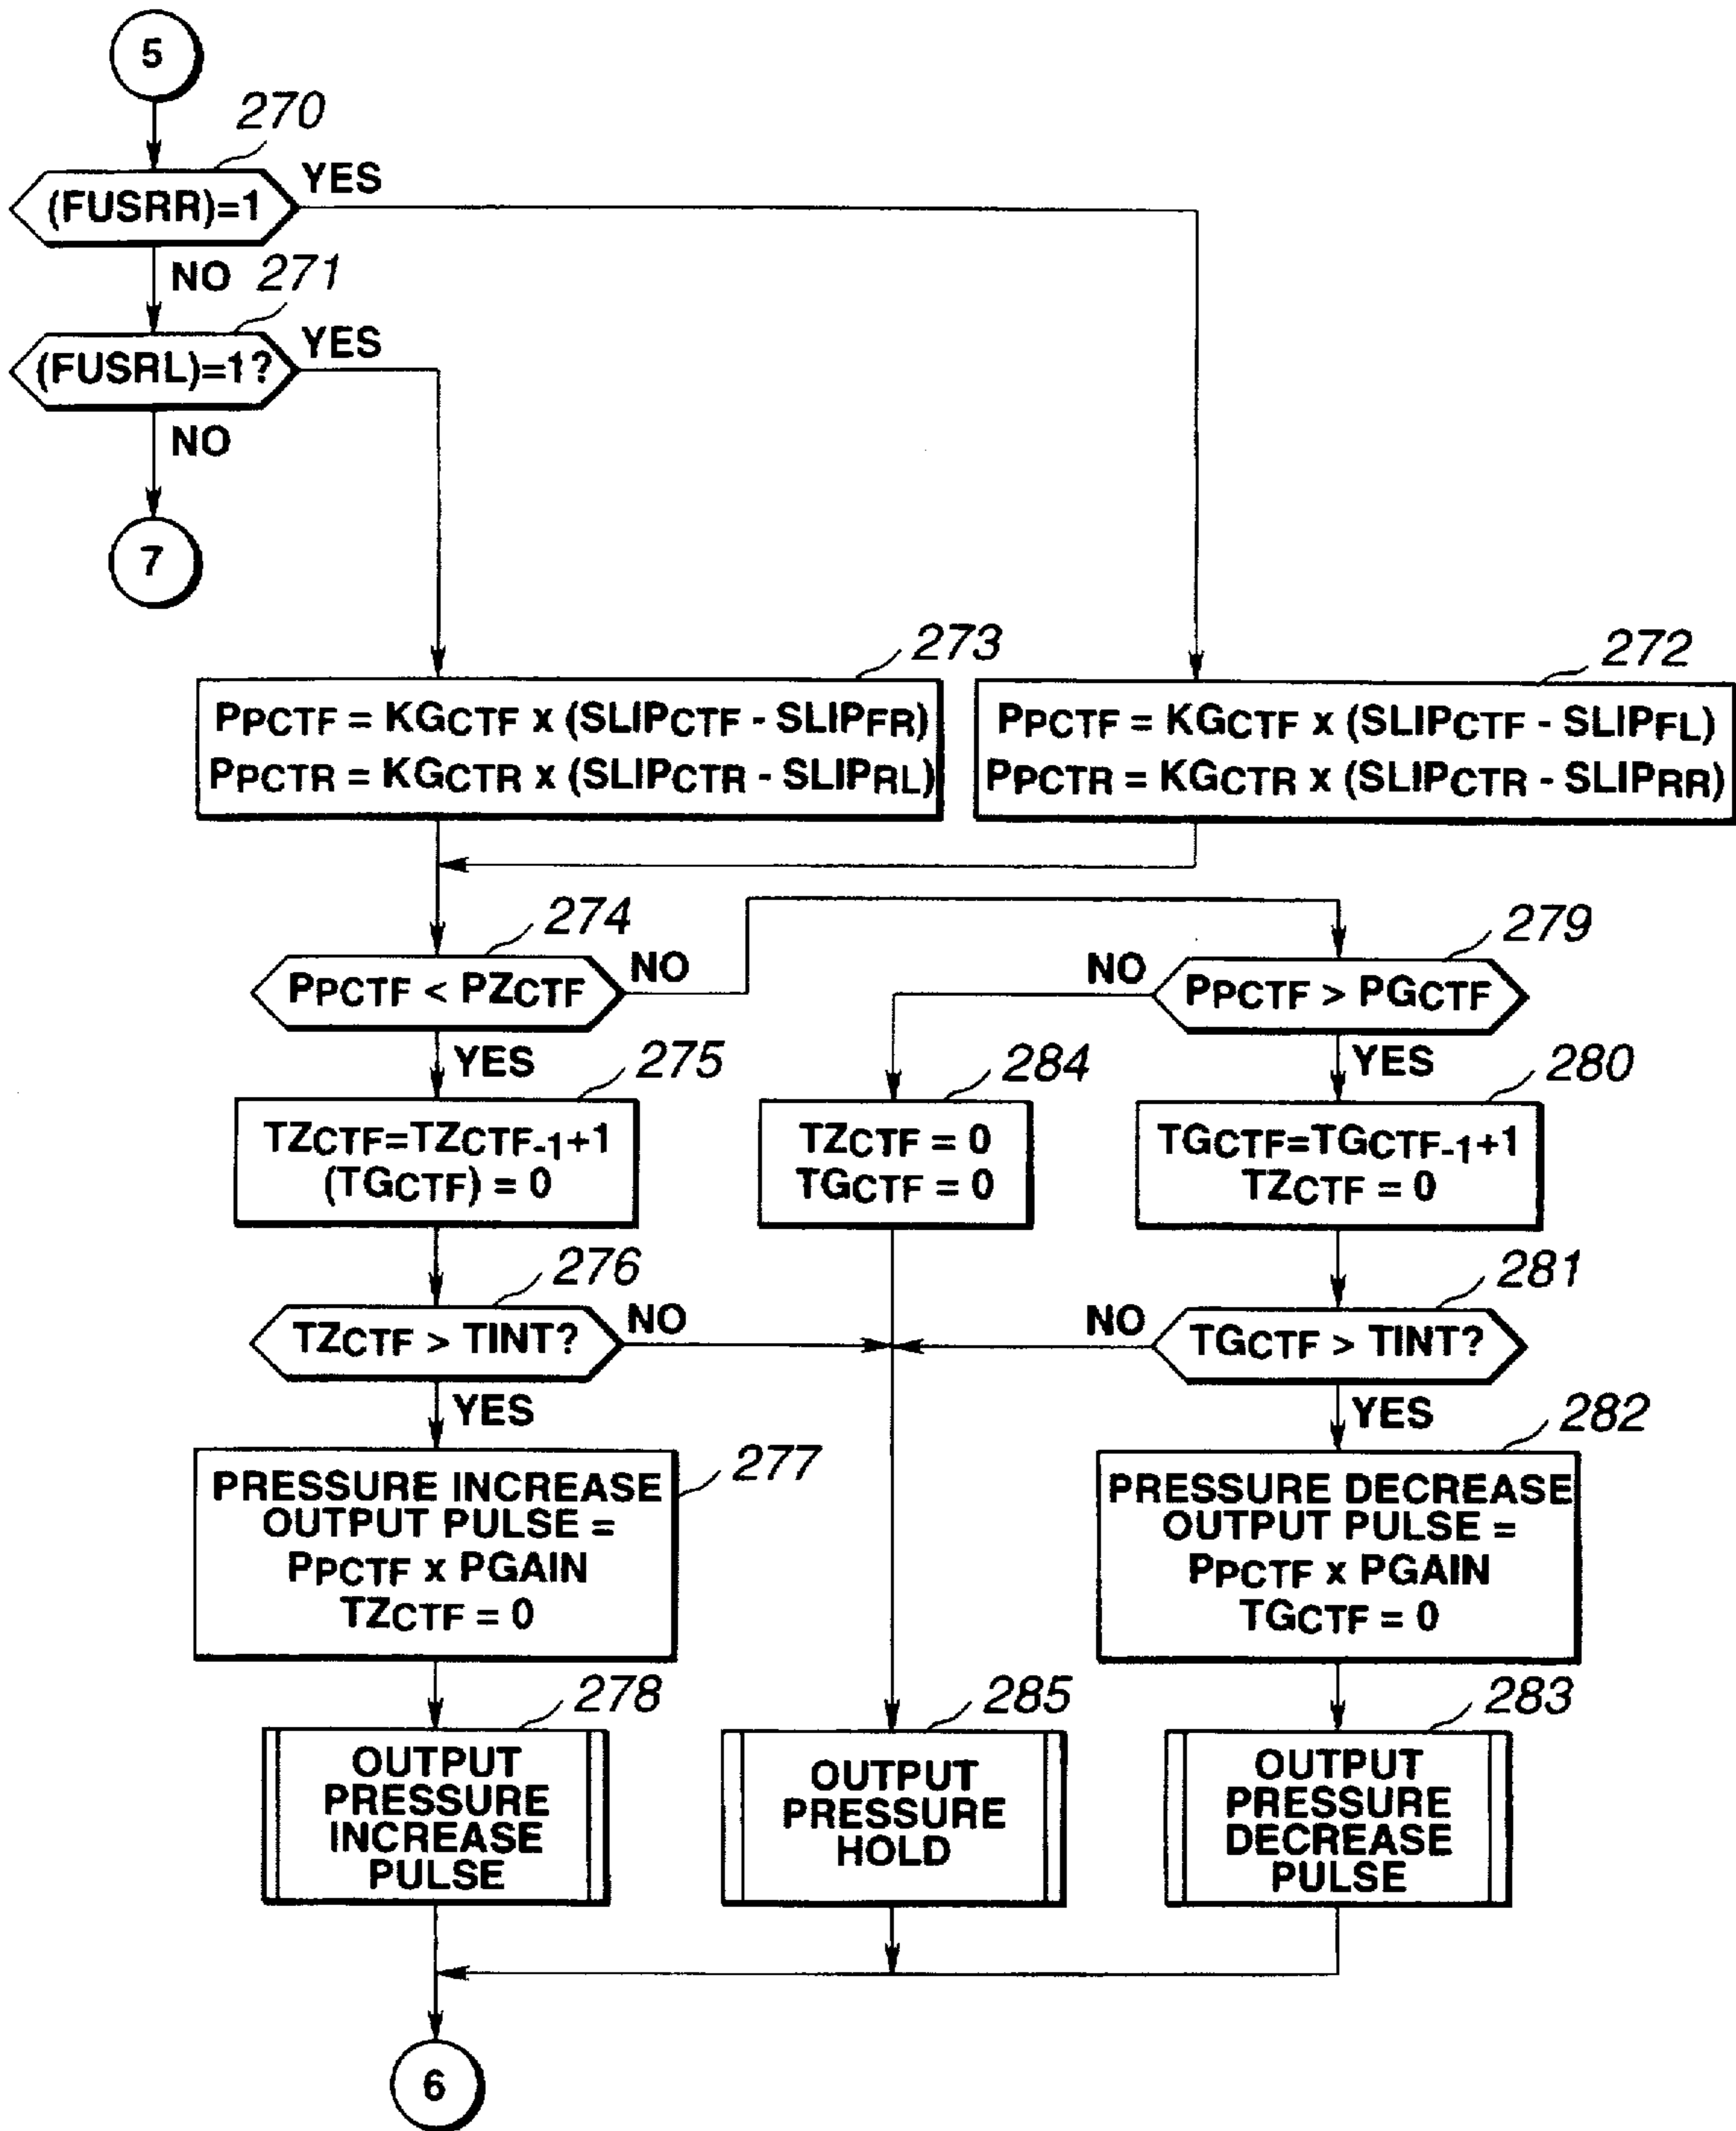 5
270
(FUSRR)=1
YES
NO
271
(FUSRL)=1?
YES
NO
7
273
PPCTF = KGCTF x (SLIPCTF - SLIPFR)
PPCTR = KGCTR x (SLIPCTR - SLIPRL)
272
PPCTF = KGCTF x (SLIPCTF - SLIPFL)
PPCTR = KGCTR x (SLIPCTR - SLIPRR)
274
PPCTF < PZCTF
NO
YES
279
NO
PPCTF > PGCTF
YES
275
TZCTF=TZCTF-1+1
(TGCTF) = 0
284
TZCTF = 0
TGCTF = 0
280
TGCTF=TGCTF-1+1
TZCTF = 0
276
TZCTF > TINT?
NO
YES
281
NO
TGCTF > TINT?
YES
277
PRESSURE INCREASE
OUTPUT PULSE =
PPCTF x PGAIN
TZCTF = 0
282
PRESSURE DECREASE
OUTPUT PULSE =
PPCTF x PGAIN
TGCTF = 0
278
OUTPUT
PRESSURE
INCREASE
PULSE
285
OUTPUT
PRESSURE
HOLD
283
OUTPUT
PRESSURE
DECREASE
PULSE
6